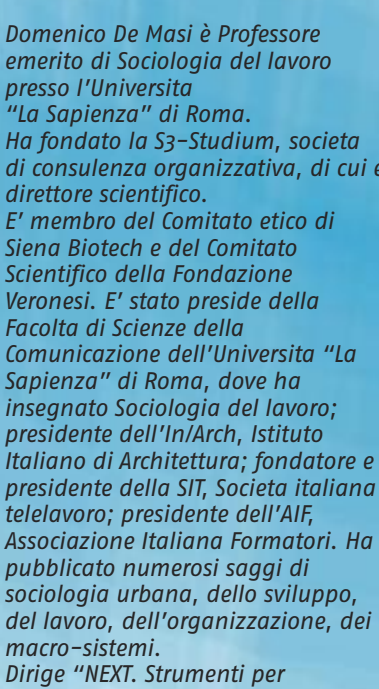 Domenico De Masi è Professore
emerito di Sociologia del lavoro
presso l'Universita
“La Sapienza” di Roma.
Ha fondato la S3-Studium, societa
di consulenza organizzativa, di cui è
direttore scientifico.
E' membro del Comitato etico di
Siena Biotech e del Comitato
Scientifico della Fondazione
Veronesi. E' stato preside della
Facolta di Scienze della
Comunicazione dell'Universita “La
Sapienza” di Roma, dove ha
insegnato Sociologia del lavoro;
presidente dell'In/Arch, Istituto
Italiano di Architettura; fondatore e
presidente della SIT, Societa italiana
telelavoro; presidente dell'AIF,
Associazione Italiana Formatori. Ha
pubblicato numerosi saggi di
sociologia urbana, dello sviluppo,
del lavoro, dell'organizzazione, dei
macro-sistemi.
Dirige “NEXT. Strumenti per